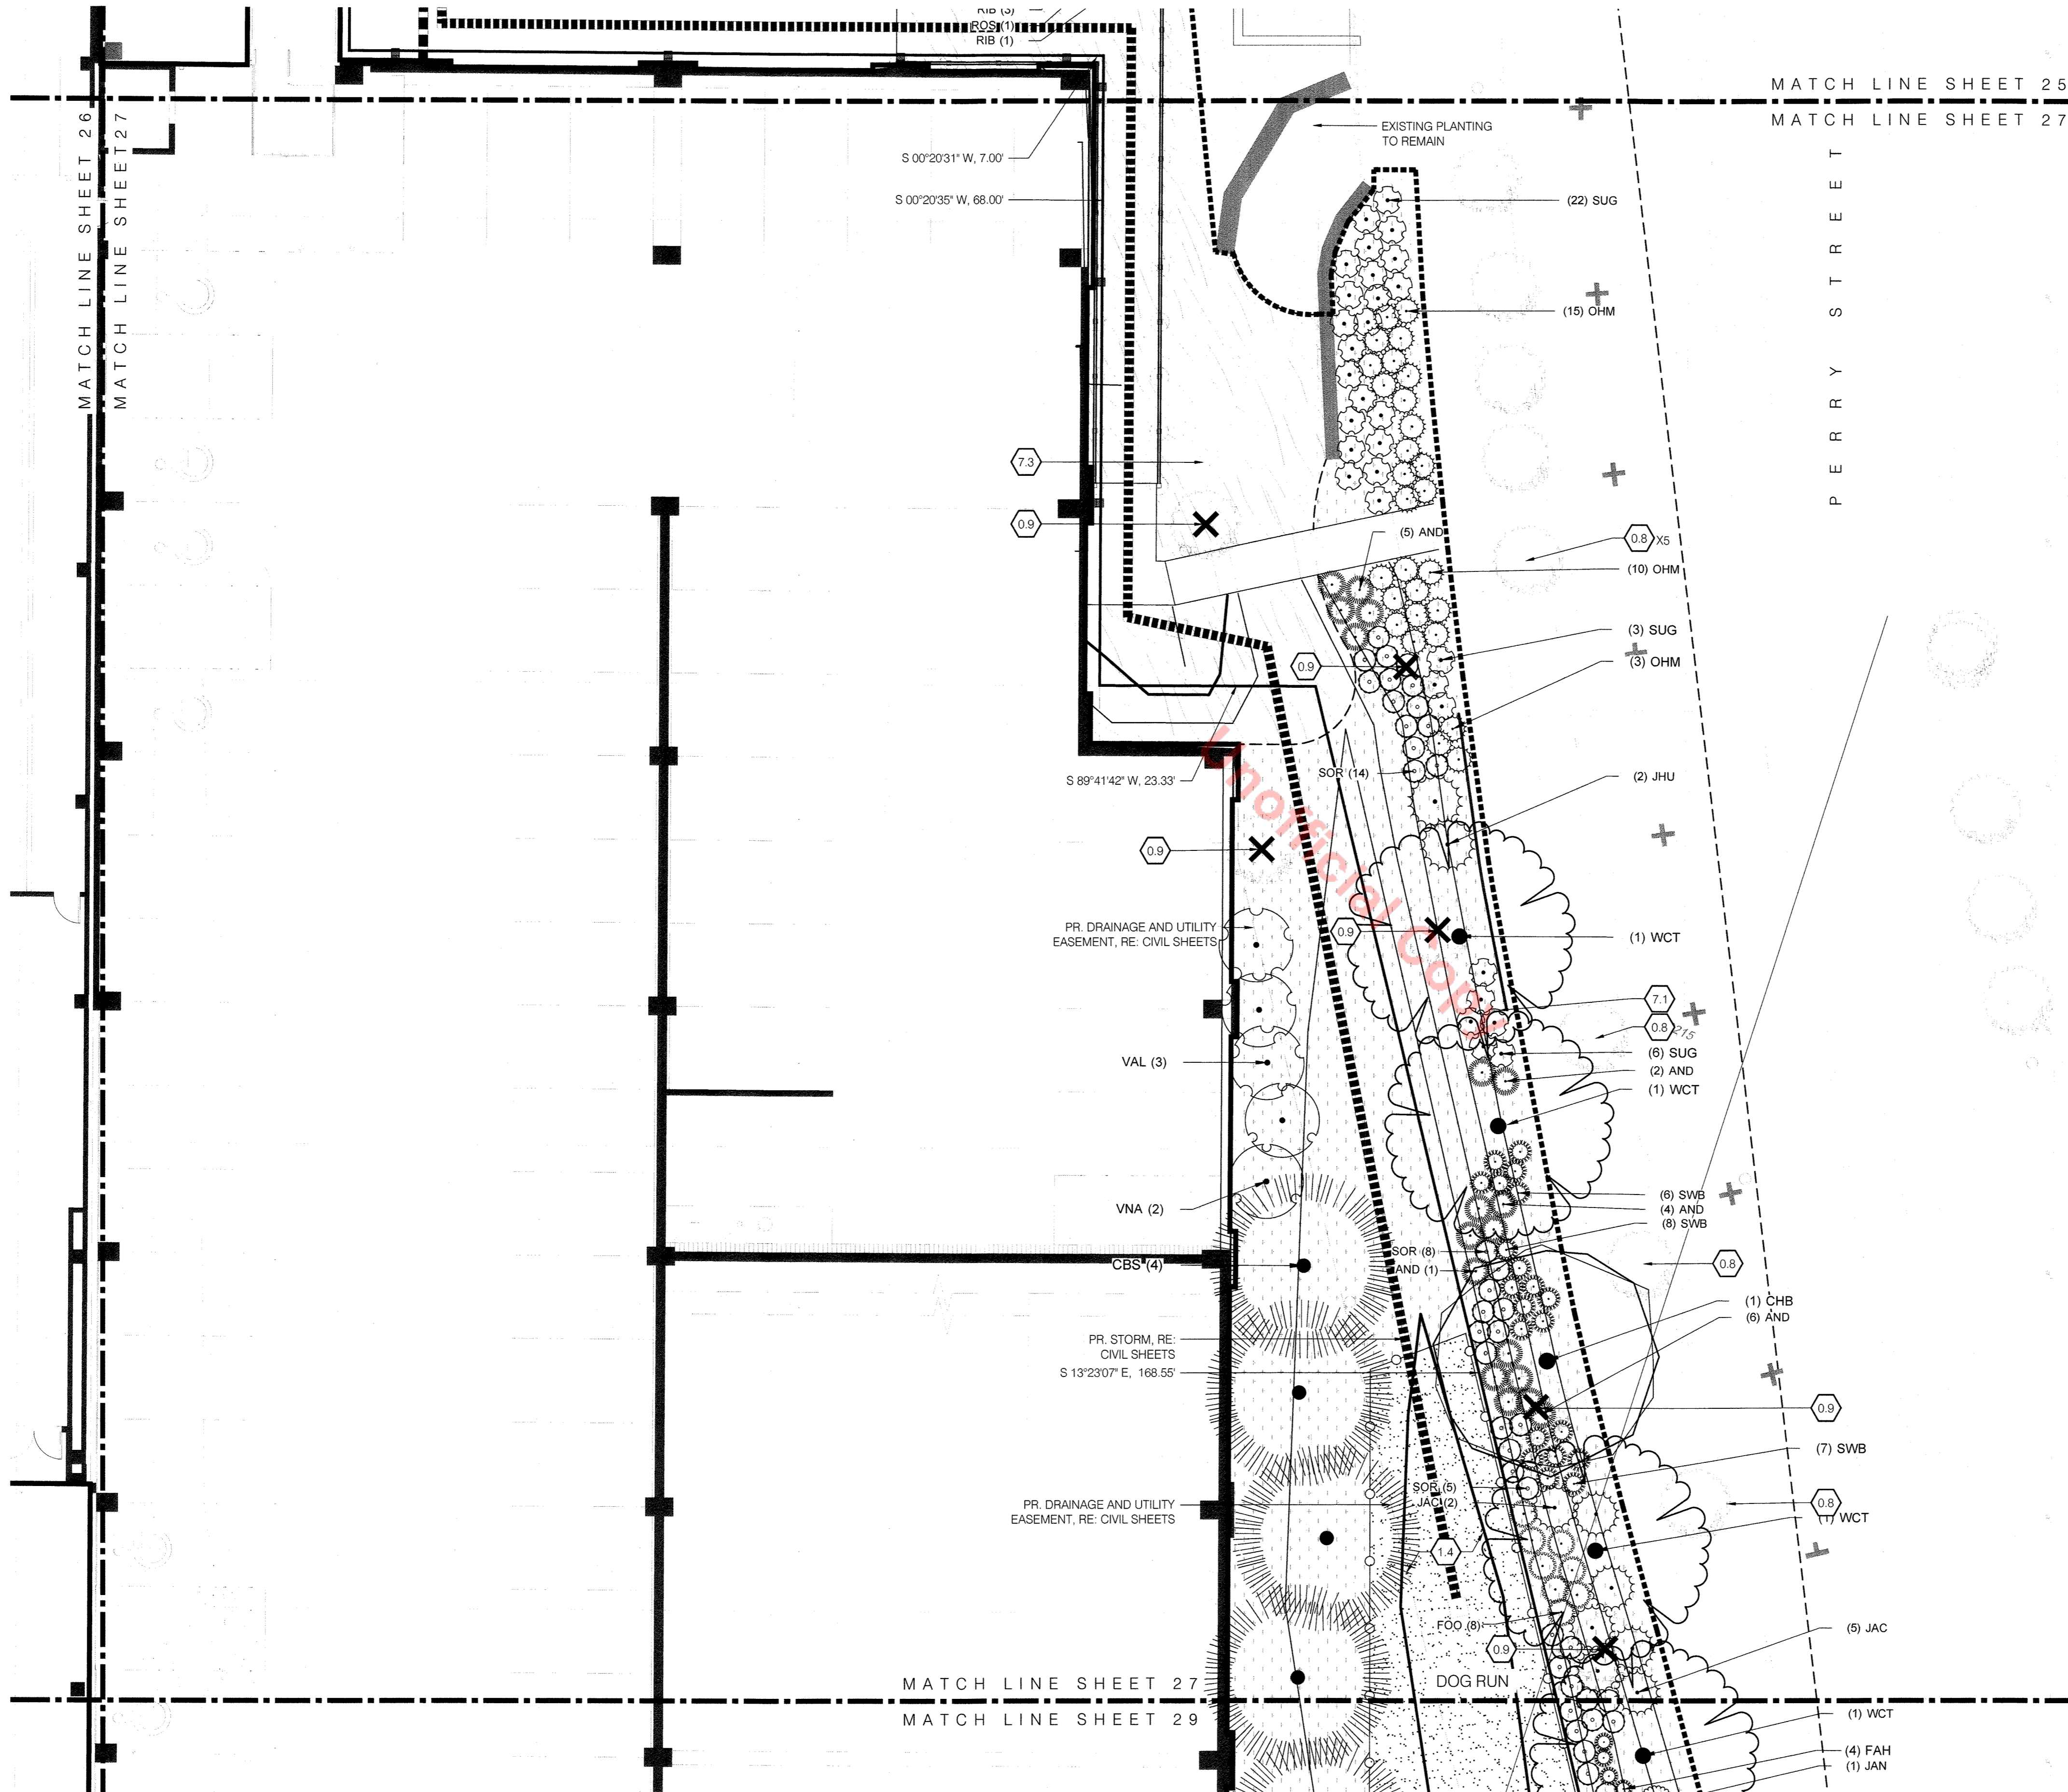 RIB (3)
ROS (1)
RIB (1)
MATCH LINE SHEET 25
MATCH LINE SHEET 27
MATCH LINE SHEET 26
MATCH LINE SHEET 27
EXISTING PLANTING
TO REMAIN
PERRY STREET
S 00°20'31" W, 7.00'
S 00°20'35" W, 68.00'
(22) SUG
(15) OHM
7.3
0.9
(5) AND
0.8 X5
(10) OHM
(3) SUG
0.9
(3) OHM
SOR (14)
(2) JHU
S 89°41'42" W, 23.33'
Unofficial Copy
0.9
PR. DRAINAGE AND UTILITY
EASEMENT, RE: CIVIL SHEETS
0.9
(1) WCT
7.1
0.8 215
(6) SUG
VAL (3)
(2) AND
(1) WCT
VNA (2)
(6) SWB
(4) AND
(8) SWB
SOR (8)
CBS (4)
AND (1)
0.8
(1) CHB
(6) AND
PR. STORM, RE:
CIVIL SHEETS
S 13°23'07" E, 168.55'
0.9
(7) SWB
SOR (5)
JAC (2)
PR. DRAINAGE AND UTILITY
EASEMENT, RE: CIVIL SHEETS
0.8
(1) WCT
1.4
FOO (8)
(5) JAC
0.9
DOG RUN
MATCH LINE SHEET 27
MATCH LINE SHEET 29
(1) WCT
(4) FAH
(1) JAN